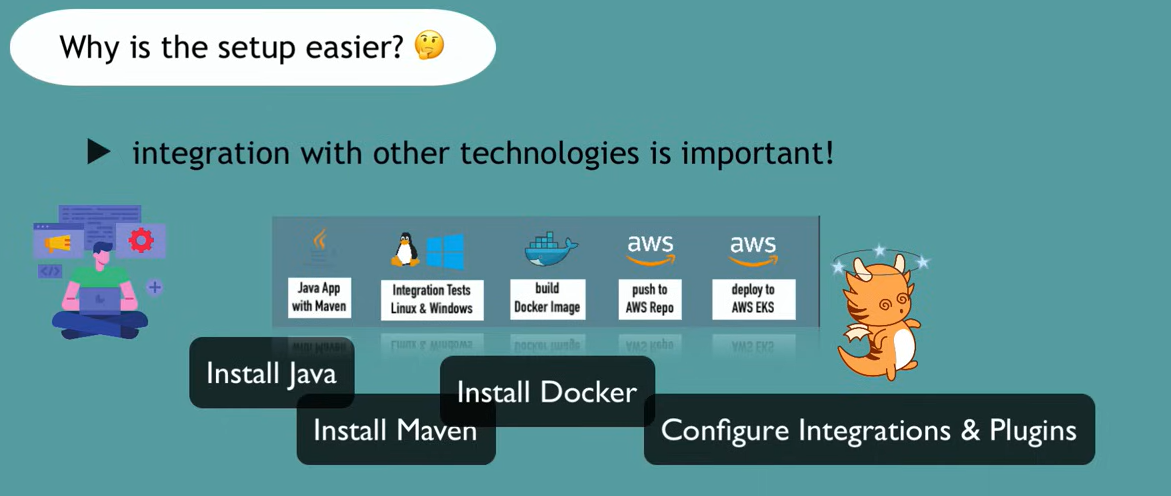 Why is the setup easier? 🤔
▶ integration with other technologies is important!
</>
aws
aws
Java App
with Maven
Integration Tests
Linux & Windows
build
Docker Image
push to
AWS Repo
deploy to
AWS EKS
Install Java
Install Docker
Install Maven
Configure Integrations & Plugins